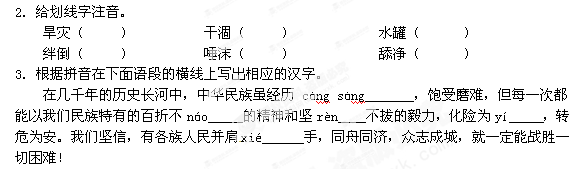 2. 给划线字注音。
旱灾（ ） 干涸（ ） 水罐（ ）
绊倒（ ） 唾沫（ ） 舔净（ ）
3. 根据拼音在下面语段的横线上写出相应的汉字。
在几千年的历史长河中，中华民族虽经历 cāng sāng______，饱受磨难，但每一次都
能以我们民族特有的百折不 náo_____的精神和坚 rèn____不拔的毅力，化险为 yí_____，转
危为安。我们坚信，有各族人民并肩 xié______手，同舟同济，众志成城，就一定能战胜一
切困难！